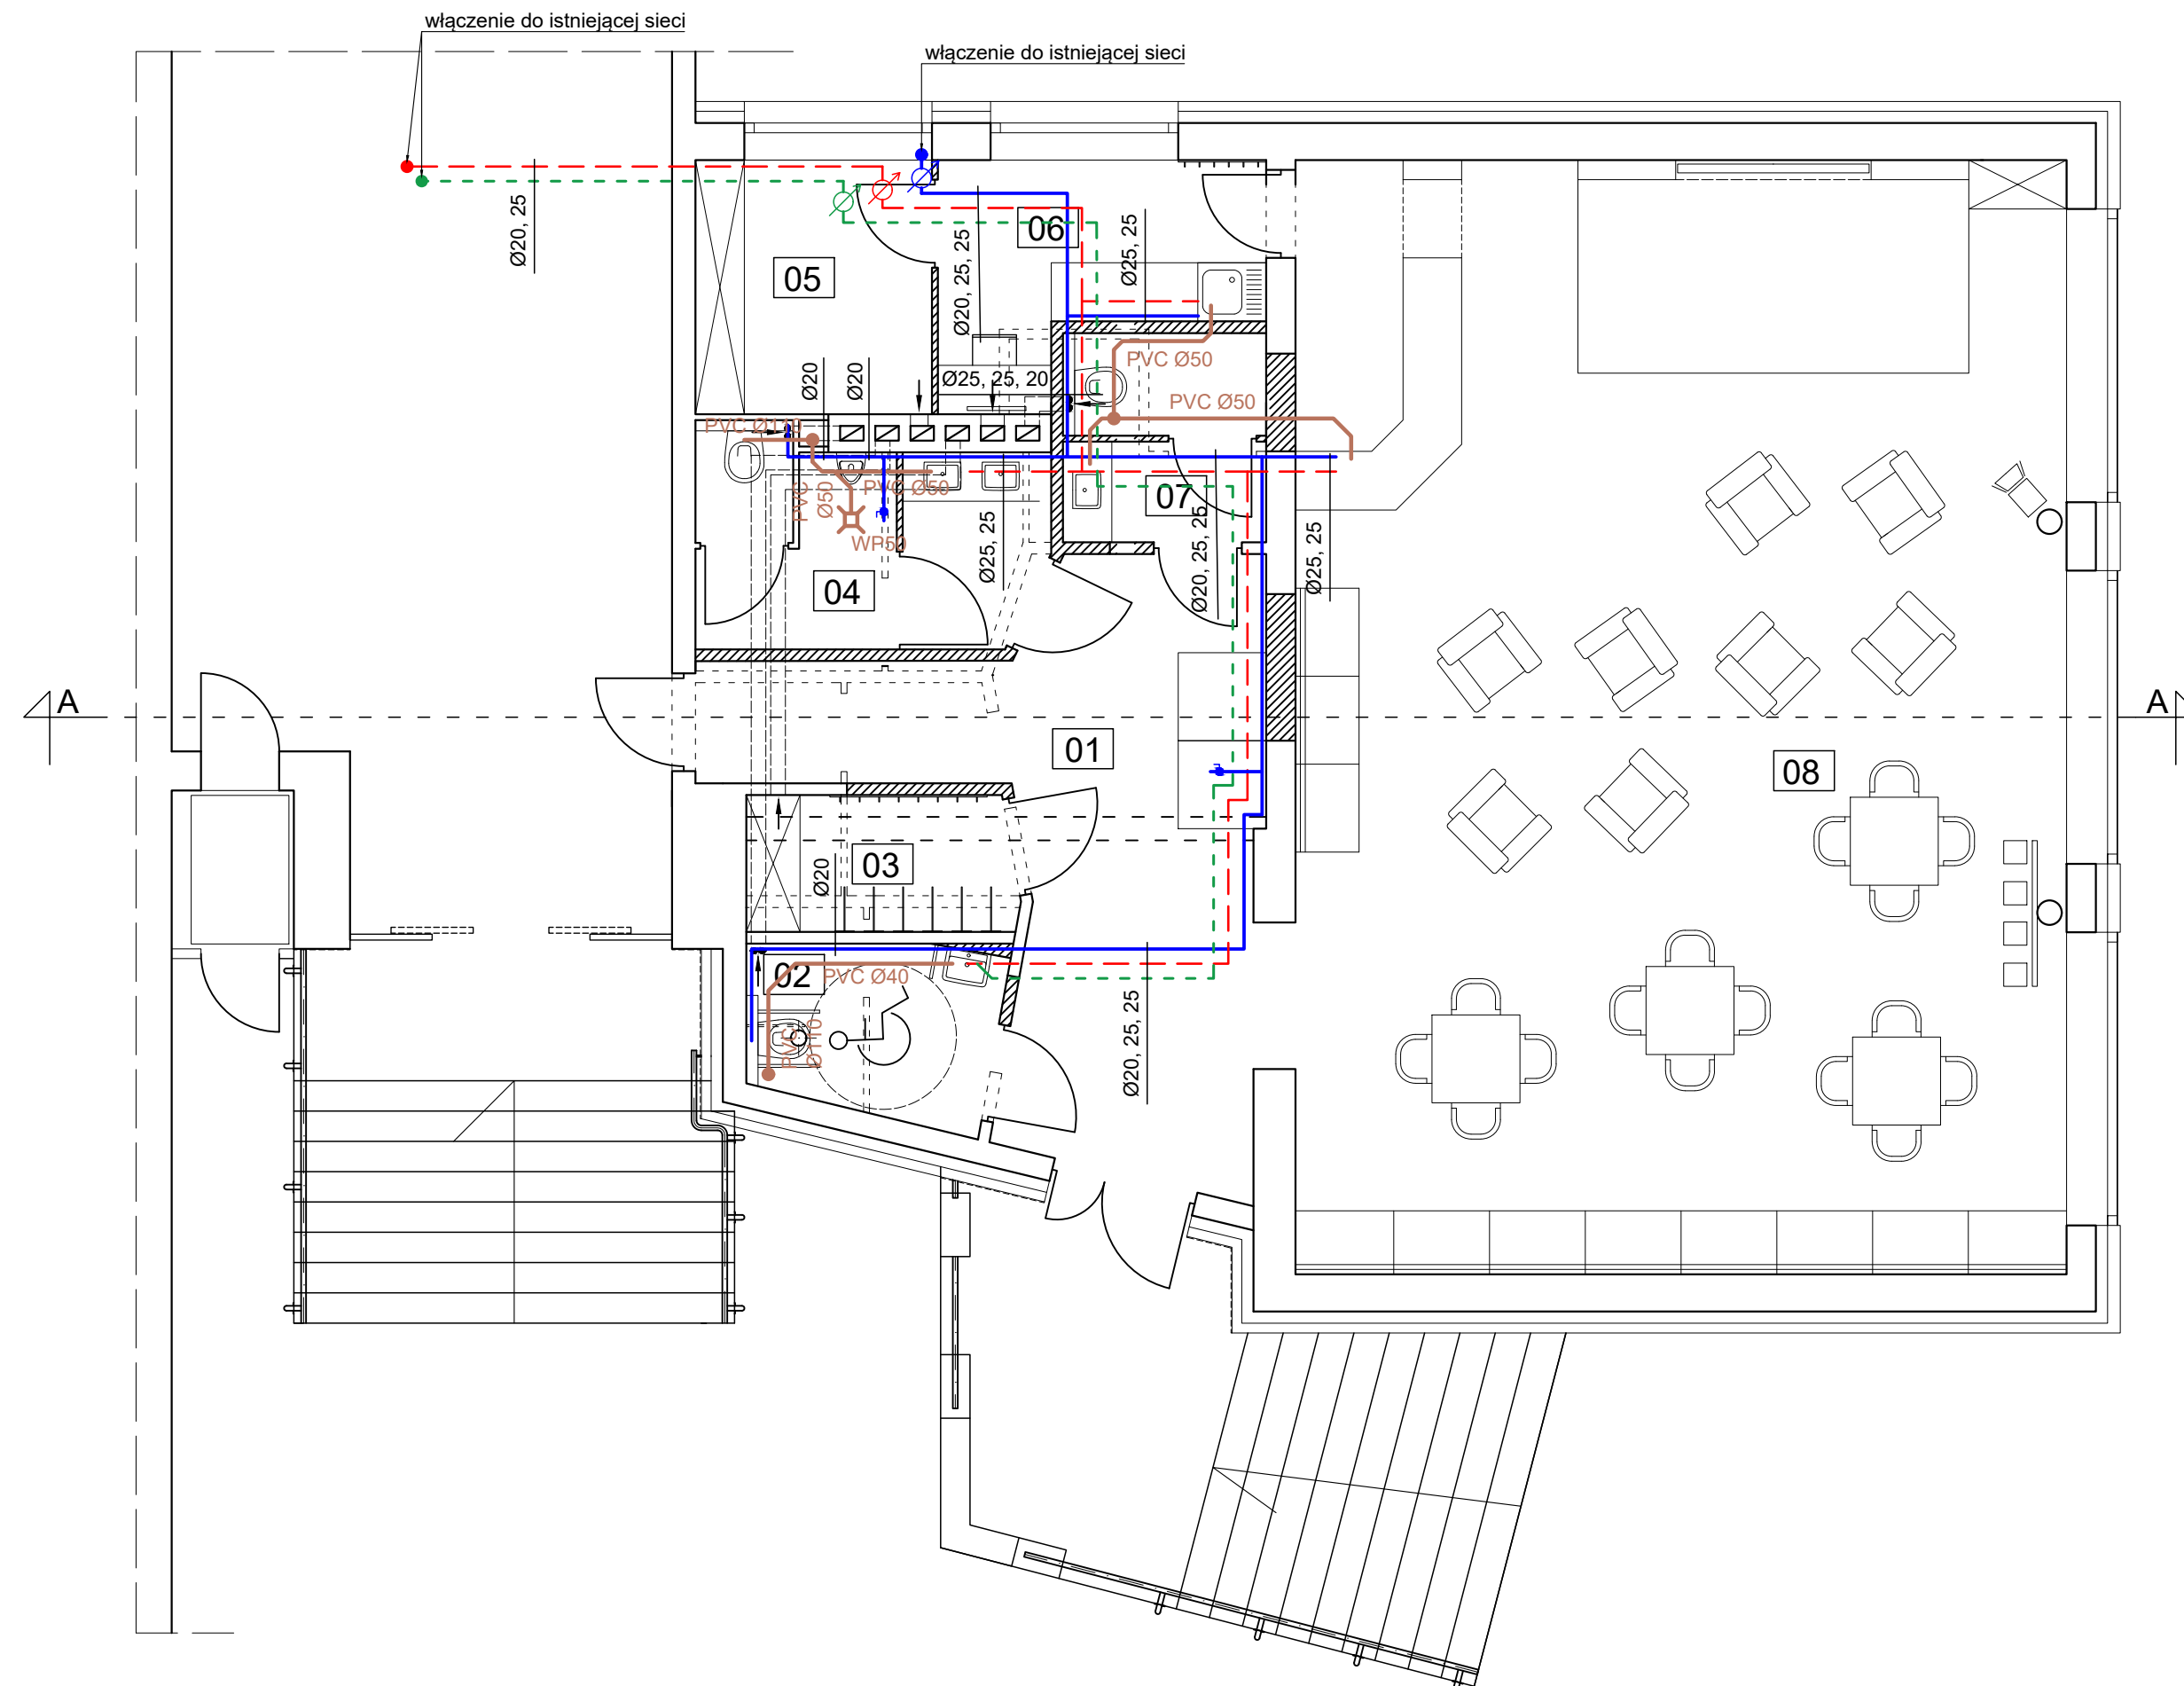 włączenie do istniejącej sieci
włączenie do istniejącej sieci
Ø20, 25
05
06
Ø20, 25, 25
Ø25, 25
Ø20
Ø20
Ø25, 25, 20
PVC Ø50
PVC Ø50
PVC Ø110
PVC
Ø50
PVC Ø50
WP50
07
Ø25, 25
Ø20, 25, 25
Ø25, 25
04
A
A
01
08
03
Ø20
02
PVC Ø40
PVC
Ø110
Ø20, 25, 25